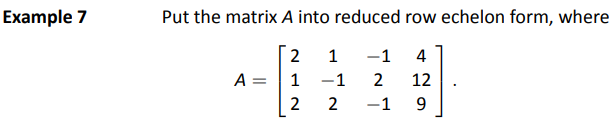 Example 7 Put the matrix A into reduced row echelon form, where
2 1 −1 4
A = 1 −1 2 12 .
2 2 −1 9